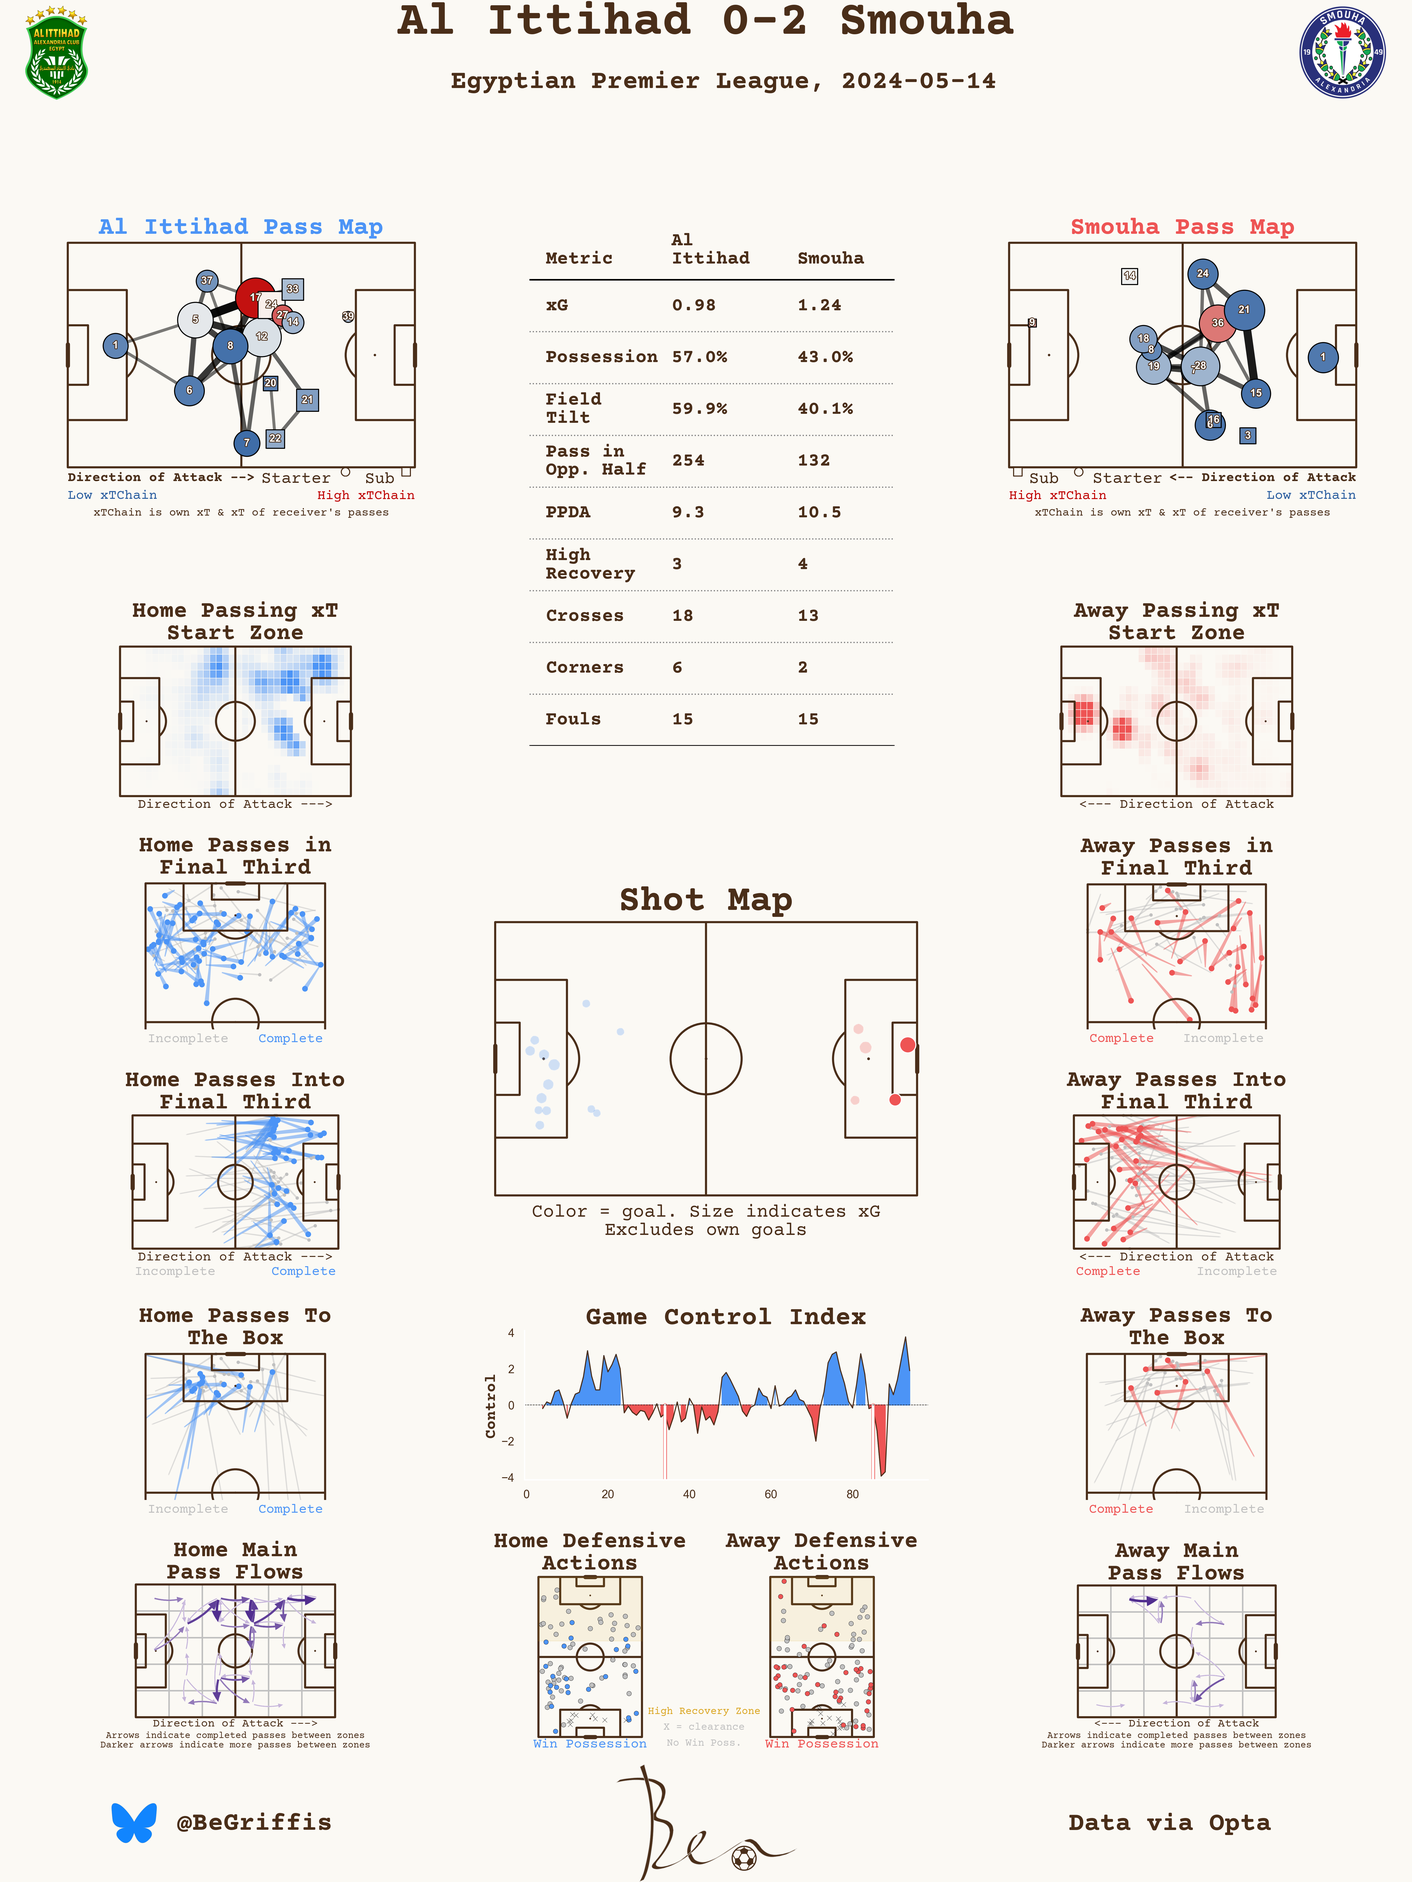 Al Ittihad 0-2 Smouha
Egyptian Premier League, 2024-05-14
AL ITTIHAD
ALEXANDRIA CLUB
EGYPT
1914
SMOUHA
19 49
ALEXANDRIA
Al Ittihad Pass Map
37
17
24
33
27
14
39
5
12
1
8
6
20
21
7
22
Direction of Attack --> Starter Sub
Low xTChain High xTChain
xTChain is own xT & xT of receiver's passes
Metric Al Ittihad Smouha
xG 0.98 1.24
Possession 57.0% 43.0%
Field Tilt 59.9% 40.1%
Pass in Opp. Half 254 132
PPDA 9.3 10.5
High Recovery 3 4
Crosses 18 13
Corners 6 2
Fouls 15 15
Smouha Pass Map
14
24
9
21
36
18
8
19
28
1
15
16
3
Sub Starter <-- Direction of Attack
High xTChain Low xTChain
xTChain is own xT & xT of receiver's passes
Home Passing xT
Start Zone
Direction of Attack --->
Away Passing xT
Start Zone
<--- Direction of Attack
Home Passes in
Final Third
Incomplete Complete
Away Passes in
Final Third
Complete Incomplete
Shot Map
Color = goal. Size indicates xG
Excludes own goals
Home Passes Into
Final Third
Direction of Attack --->
Incomplete Complete
Away Passes Into
Final Third
<--- Direction of Attack
Complete Incomplete
Home Passes To
The Box
Incomplete Complete
Game Control Index
Control
4
2
0
−2
−4
0 20 40 60 80
Away Passes To
The Box
Complete Incomplete
Home Main
Pass Flows
Direction of Attack --->
Arrows indicate completed passes between zones
Darker arrows indicate more passes between zones
Home Defensive
Actions
Win Possession
High Recovery Zone
X = clearance
No Win Poss.
Away Defensive
Actions
Win Possession
Away Main
Pass Flows
<--- Direction of Attack
Arrows indicate completed passes between zones
Darker arrows indicate more passes between zones
@BeGriffis
Ben
Data via Opta